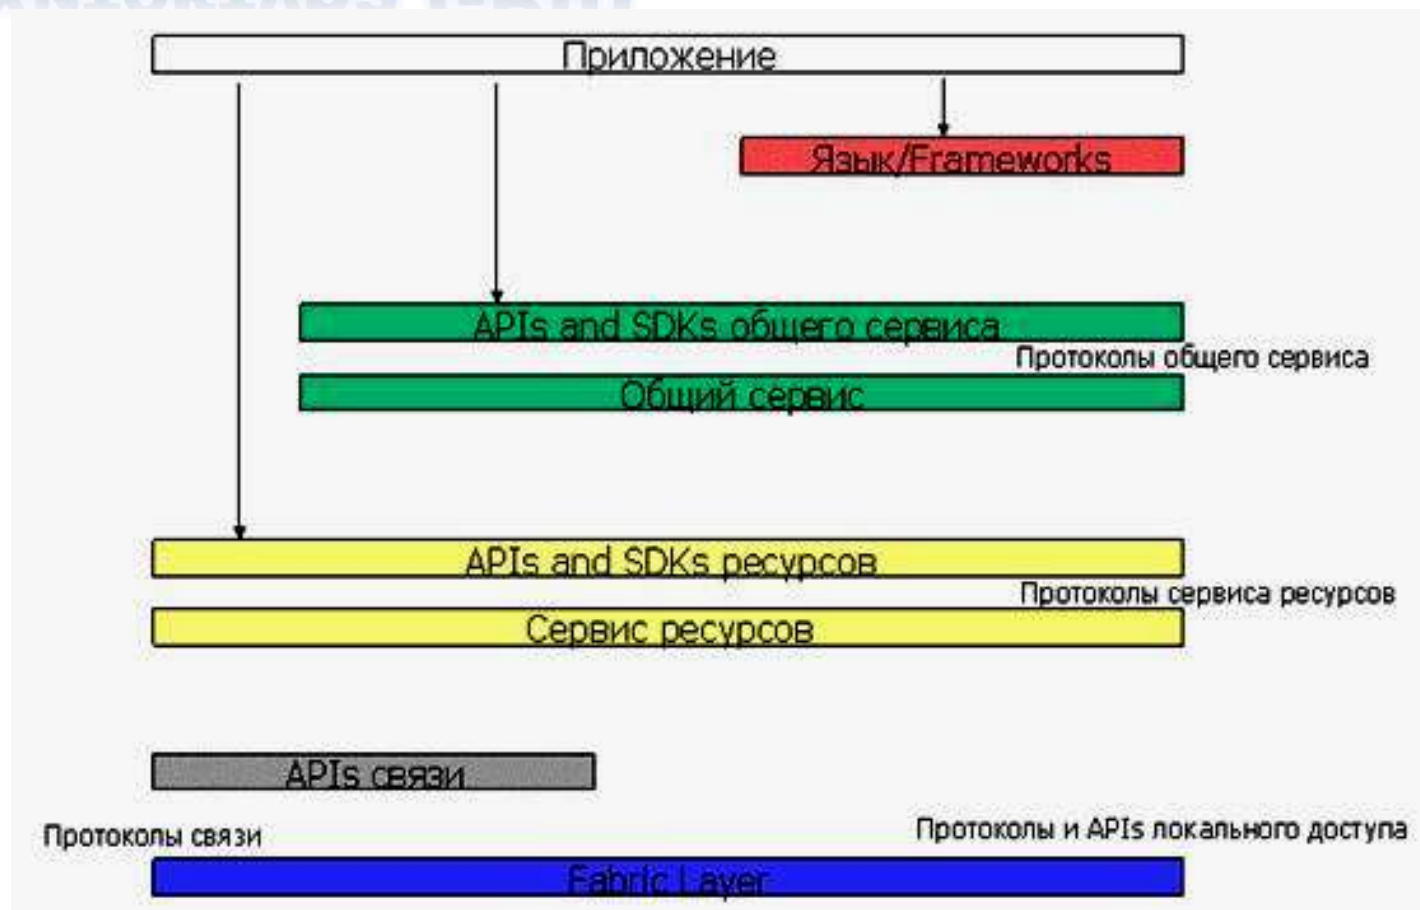 Приложение
Язык/Frameworks
APIs and SDKs общего сервиса
Протоколы общего сервиса
Общий сервис
APIs and SDKs ресурсов
Протоколы сервиса ресурсов
Сервис ресурсов
APIs связи
Протоколы связи
Протоколы и APIs локального доступа
Fabric Layer